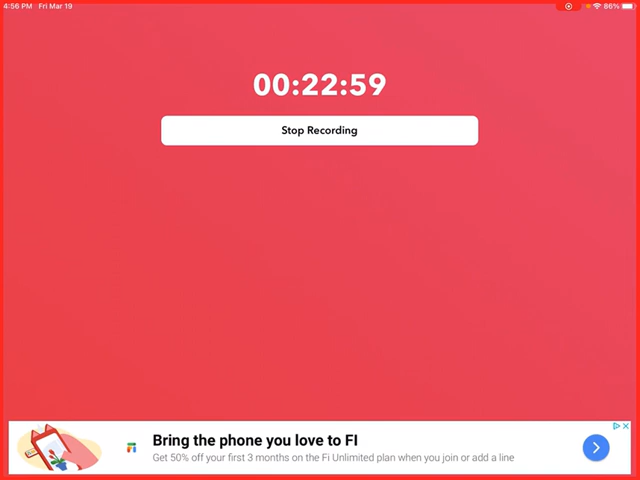 4:56 PM Fri Mar 19
86%
00:22:59
Stop Recording
Bring the phone you love to FI
Get 50% off your first 3 months on the Fi Unlimited plan when you join or add a line